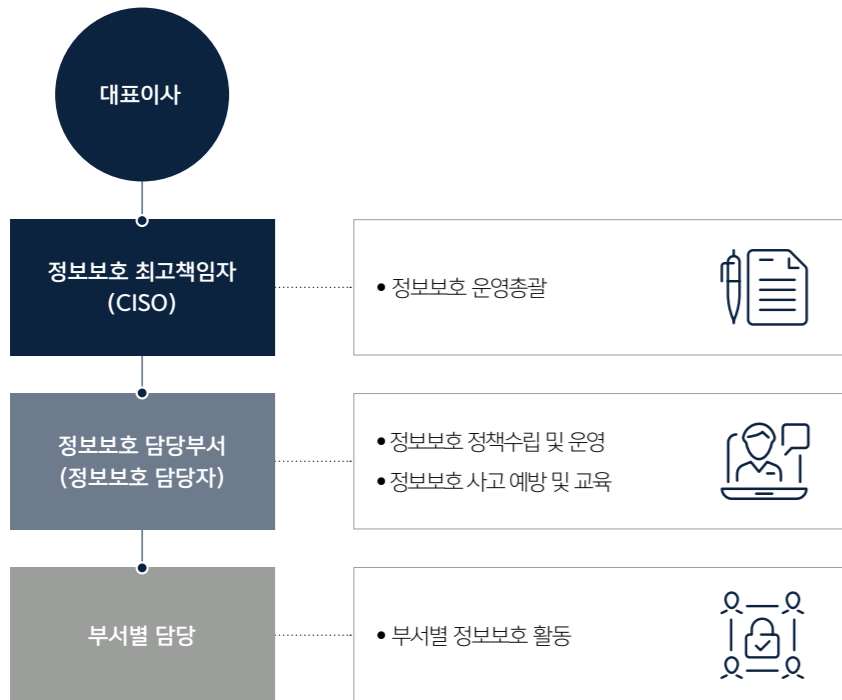 대표이사
정보보호 최고책임자
(CISO)
• 정보보호 운영총괄
정보보호 담당부서
(정보보호 담당자)
• 정보보호 정책수립 및 운영
• 정보보호 사고 예방 및 교육
부서별 담당
• 부서별 정보보호 활동